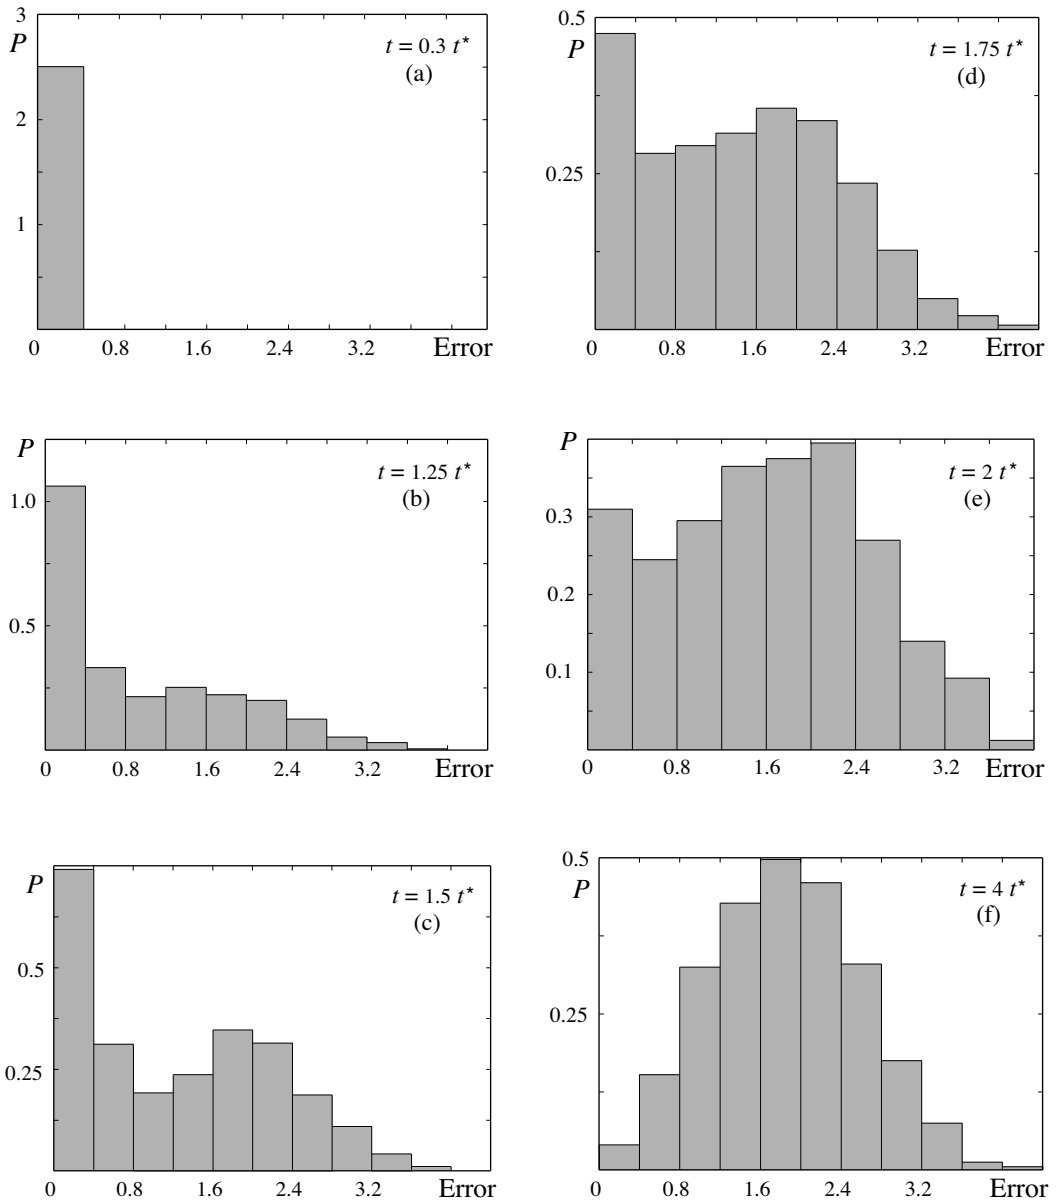 3
P
t = 0.3 t⋆
(a)
2
1
0 0.8 1.6 2.4 3.2 Error
P
t = 1.25 t⋆
(b)
1.0
0.5
0 0.8 1.6 2.4 3.2 Error
P
t = 1.5 t⋆
(c)
0.5
0.25
0 0.8 1.6 2.4 3.2 Error
0.5
P
t = 1.75 t⋆
(d)
0.25
0 0.8 1.6 2.4 3.2 Error
P
t = 2 t⋆
(e)
0.3
0.2
0.1
0 0.8 1.6 2.4 3.2 Error
0.5
P
t = 4 t⋆
(f)
0.25
0 0.8 1.6 2.4 3.2 Error